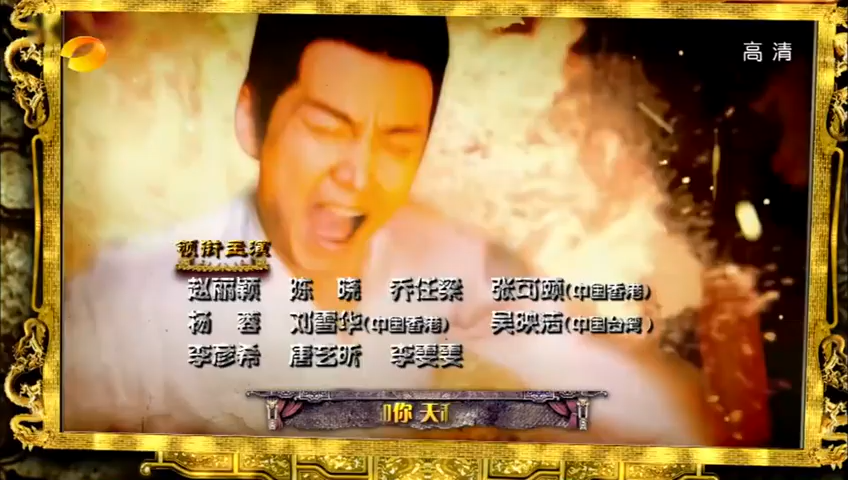 高清
领衔主演
赵丽颖 陈 晓 乔任梁 张可颐(中国香港)
杨 蓉 刘雪华(中国香港) 吴映洁(中国台湾)
李彦希 唐艺昕 李雯雯
你 天